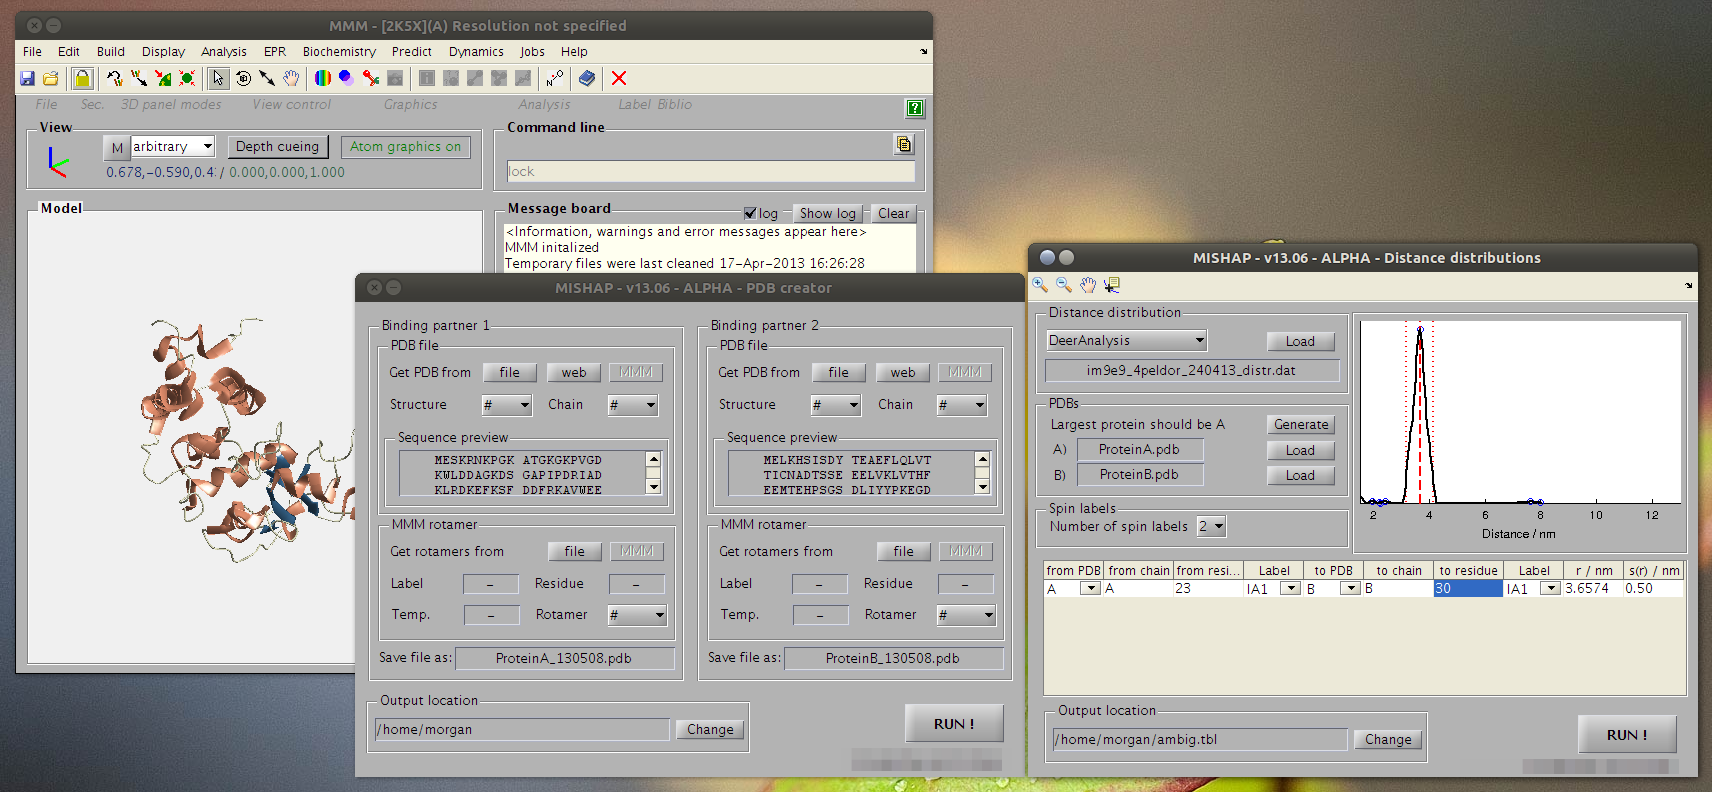 MMM - [2K5X](A) Resolution not specified
File Edit Build Display Analysis EPR Biochemistry Predict Dynamics Jobs Help
File Sec. 3D panel modes View control Graphics Analysis Label Biblio
View
M arbitrary Depth cueing Atom graphics on
0.678,-0.590,0.4 / 0.000,0.000,1.000
Command line
lock
Model
Message board
log Show log Clear
<Information, warnings and error messages appear here>
MMM initalized
Temporary files were last cleaned 17-Apr-2013 16:26:28
MISHAP - v13.06 - ALPHA - PDB creator
Binding partner 1
PDB file
Get PDB from file web MMM
Structure # Chain #
Sequence preview
MESKRNKPGK ATGKGKPVGD
KWLDDAGKDS GAPIPDRIAD
KLRDKEFKSF DDFRKAVWEE
MMM rotamer
Get rotamers from file MMM
Label - Residue -
Temp. - Rotamer #
Save file as: ProteinA_130508.pdb
Binding partner 2
PDB file
Get PDB from file web MMM
Structure # Chain #
Sequence preview
MELKHSISDY TEAEFLQLVT
TICNADTSSE EELVKLVTHF
EEMTEHPSGS DLIYYPKEGD
MMM rotamer
Get rotamers from file MMM
Label - Residue -
Temp. - Rotamer #
Save file as: ProteinB_130508.pdb
Output location
/home/morgan Change
RUN !
MISHAP - v13.06 - ALPHA - Distance distributions
Distance distribution
DeerAnalysis Load
im9e9_4peldor_240413_distr.dat
PDBs
Largest protein should be A Generate
A) ProteinA.pdb Load
B) ProteinB.pdb Load
Spin labels
Number of spin labels 2
2 4 6 8 10 12
Distance / nm
from PDB from chain from resi... Label to PDB to chain to residue Label r / nm s(r) / nm
A A 23 IA1 B B 30 IA1 3.6574 0.50
Output location
/home/morgan/ambig.tbl Change
RUN !